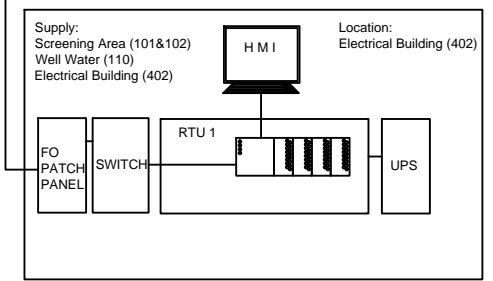 Supply:
Screening Area (101&102)
Well Water (110)
Electrical Building (402)
Location:
Electrical Building (402)
H M I
RTU 1
FO
PATCH
PANEL
SWITCH
UPS